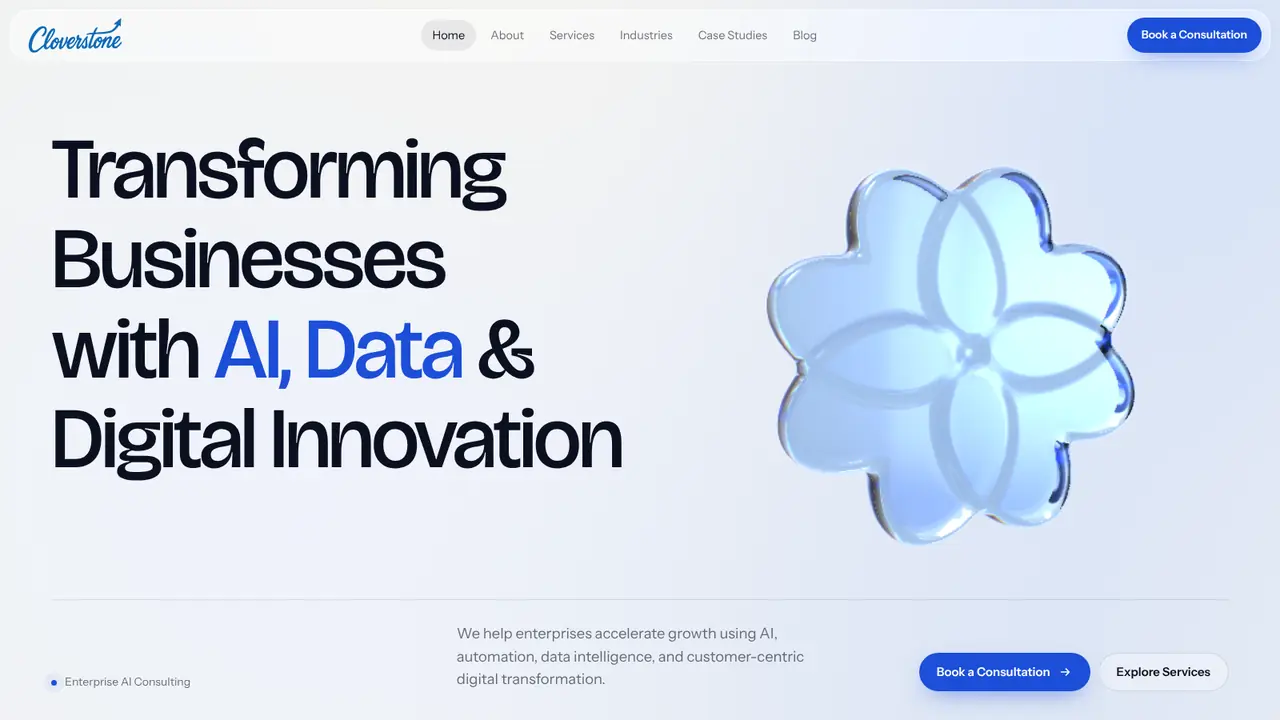 Cloverstone
Home
About
Services
Industries
Case Studies
Blog
Book a Consultation
Transforming
Businesses
with AI, Data &
Digital Innovation
Enterprise AI Consulting
We help enterprises accelerate growth using AI,
automation, data intelligence, and customer-centric
digital transformation.
Book a Consultation →
Explore Services